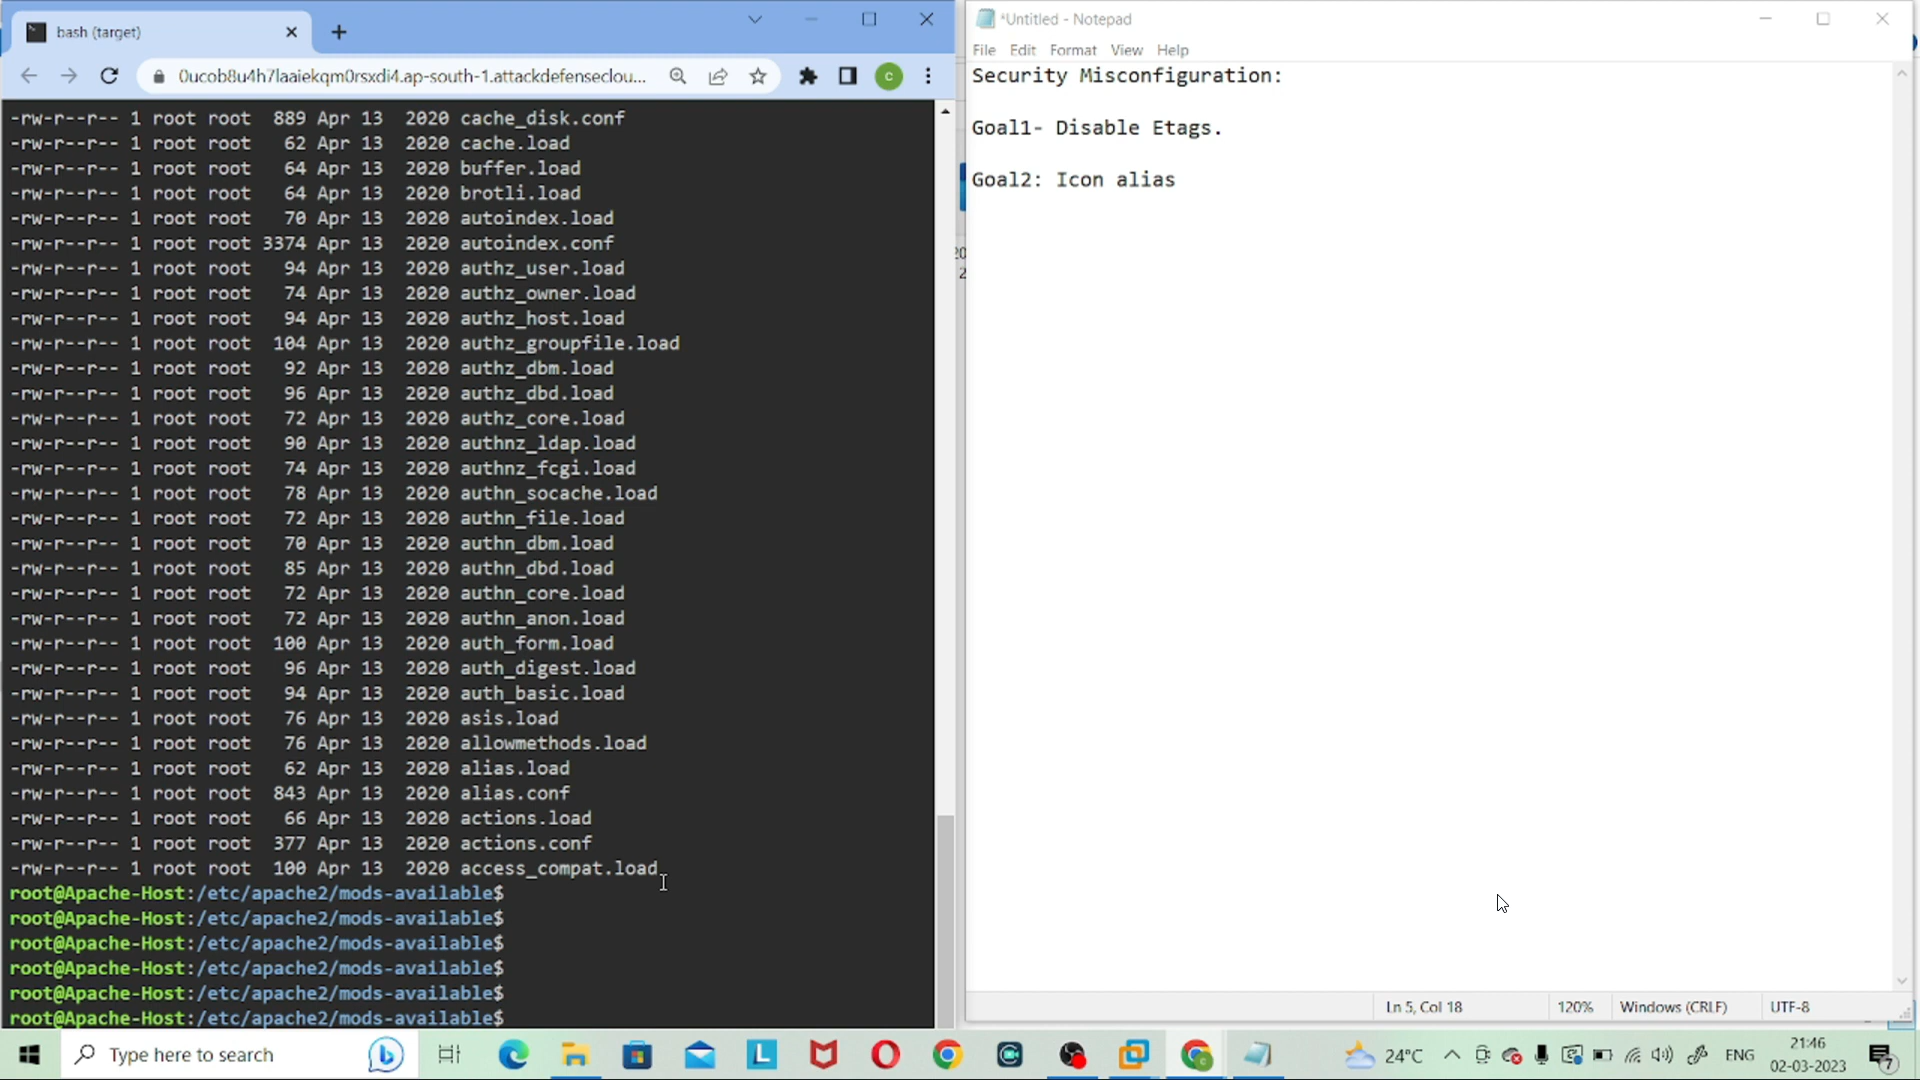 bash (target)
0ucob8u4h7laaiekqm0rsxdi4.ap-south-1.attackdefenseclou...
c
-rw-r--r-- 1 root root  889 Apr 13  2020 cache_disk.conf
-rw-r--r-- 1 root root   62 Apr 13  2020 cache.load
-rw-r--r-- 1 root root   64 Apr 13  2020 buffer.load
-rw-r--r-- 1 root root   64 Apr 13  2020 brotli.load
-rw-r--r-- 1 root root   70 Apr 13  2020 autoindex.load
-rw-r--r-- 1 root root 3374 Apr 13  2020 autoindex.conf
-rw-r--r-- 1 root root   94 Apr 13  2020 authz_user.load
-rw-r--r-- 1 root root   74 Apr 13  2020 authz_owner.load
-rw-r--r-- 1 root root   94 Apr 13  2020 authz_host.load
-rw-r--r-- 1 root root  104 Apr 13  2020 authz_groupfile.load
-rw-r--r-- 1 root root   92 Apr 13  2020 authz_dbm.load
-rw-r--r-- 1 root root   96 Apr 13  2020 authz_dbd.load
-rw-r--r-- 1 root root   72 Apr 13  2020 authz_core.load
-rw-r--r-- 1 root root   90 Apr 13  2020 authnz_ldap.load
-rw-r--r-- 1 root root   74 Apr 13  2020 authnz_fcgi.load
-rw-r--r-- 1 root root   78 Apr 13  2020 authn_socache.load
-rw-r--r-- 1 root root   72 Apr 13  2020 authn_file.load
-rw-r--r-- 1 root root   70 Apr 13  2020 authn_dbm.load
-rw-r--r-- 1 root root   85 Apr 13  2020 authn_dbd.load
-rw-r--r-- 1 root root   72 Apr 13  2020 authn_core.load
-rw-r--r-- 1 root root   72 Apr 13  2020 authn_anon.load
-rw-r--r-- 1 root root  100 Apr 13  2020 auth_form.load
-rw-r--r-- 1 root root   96 Apr 13  2020 auth_digest.load
-rw-r--r-- 1 root root   94 Apr 13  2020 auth_basic.load
-rw-r--r-- 1 root root   76 Apr 13  2020 asis.load
-rw-r--r-- 1 root root   76 Apr 13  2020 allowmethods.load
-rw-r--r-- 1 root root   62 Apr 13  2020 alias.load
-rw-r--r-- 1 root root  843 Apr 13  2020 alias.conf
-rw-r--r-- 1 root root   66 Apr 13  2020 actions.load
-rw-r--r-- 1 root root  377 Apr 13  2020 actions.conf
-rw-r--r-- 1 root root  100 Apr 13  2020 access_compat.load
root@Apache-Host:/etc/apache2/mods-available$
root@Apache-Host:/etc/apache2/mods-available$
root@Apache-Host:/etc/apache2/mods-available$
root@Apache-Host:/etc/apache2/mods-available$
root@Apache-Host:/etc/apache2/mods-available$
root@Apache-Host:/etc/apache2/mods-available$
*Untitled - Notepad
File Edit Format View Help
Security Misconfiguration:
Goal1- Disable Etags.
Goal2: Icon alias
Ln 5, Col 18 120% Windows (CRLF) UTF-8
Type here to search
24°C ENG
21:46
02-03-2023
7